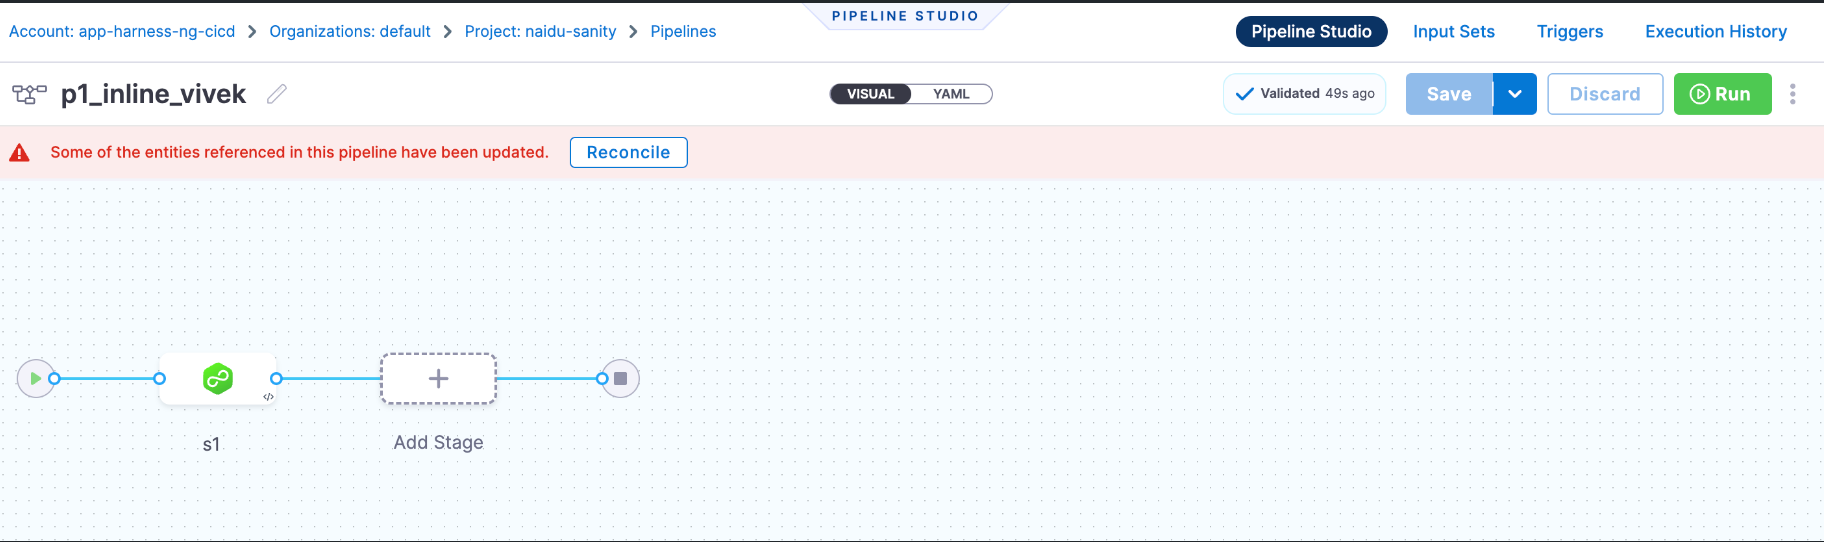 PIPELINE STUDIO
Account: app-harness-ng-cicd > Organizations: default > Project: naidu-sanity > Pipelines
Pipeline Studio Input Sets Triggers Execution History
p1_inline_vivek
VISUAL YAML
Validated 49s ago
Save Discard Run
Some of the entities referenced in this pipeline have been updated. Reconcile
</>
s1 Add Stage